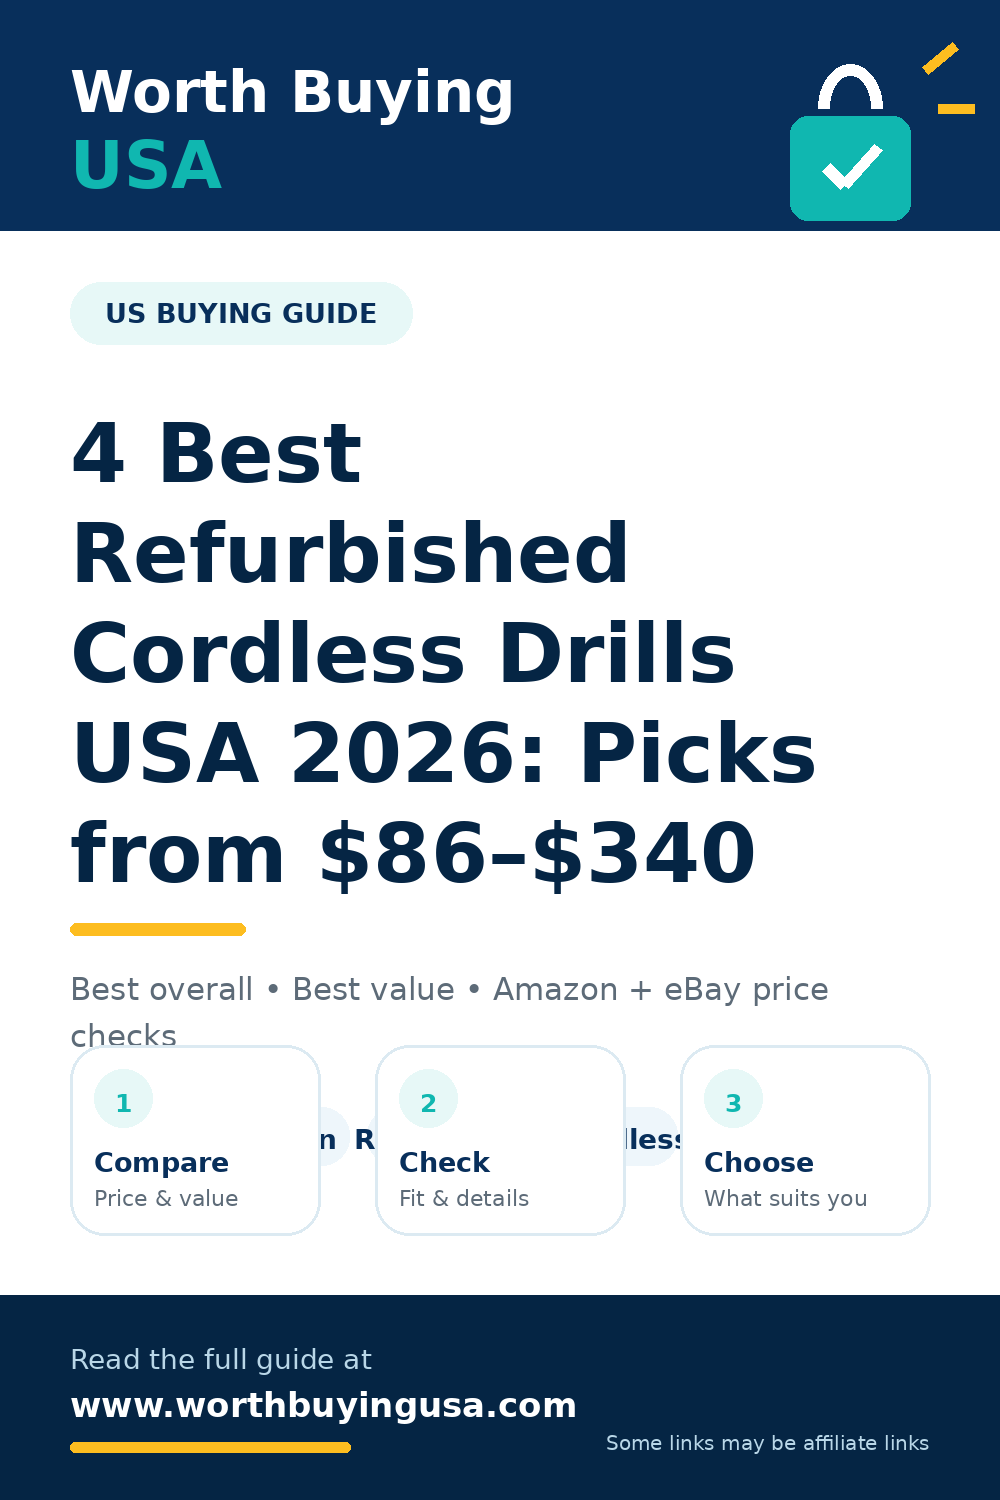 Worth Buying
USA
US BUYING GUIDE
4 Best
Refurbished
Cordless Drills
USA 2026: Picks
from $86–$340
Best overall • Best value • Amazon + eBay price
checks
1
2
3
Compare
Check
Choose
Price & value
Fit & details
What suits you
Read the full guide at
www.worthbuyingusa.com
Some links may be affiliate links